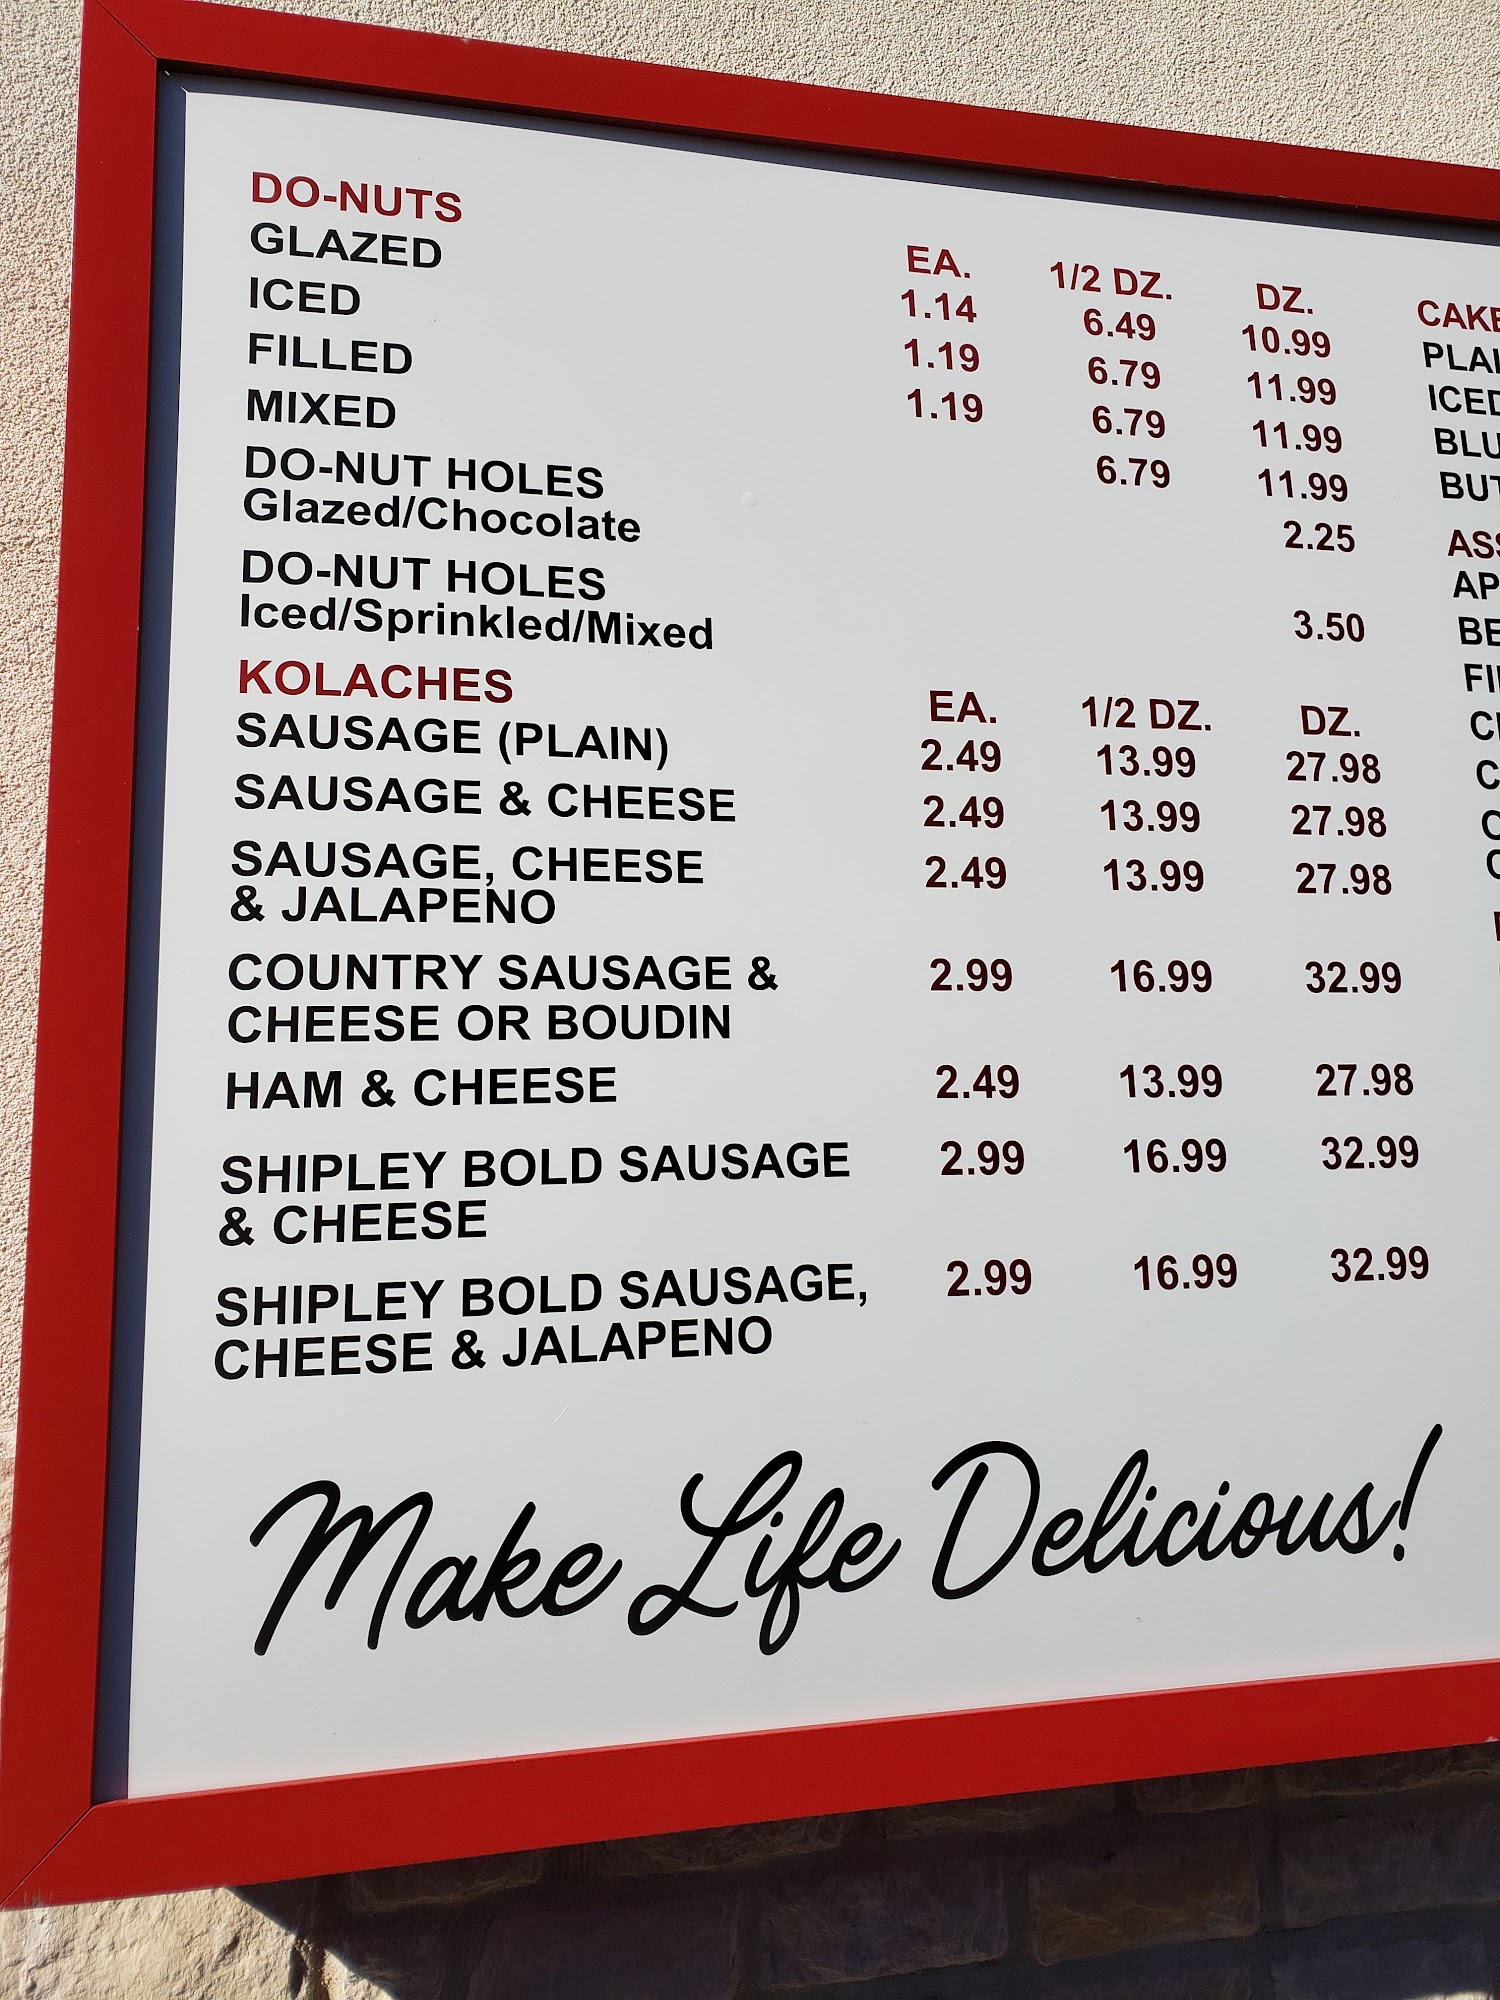 DO-NUTS
EA. 1/2 DZ. DZ.
GLAZED 1.14 6.49 10.99
ICED 1.19 6.79 11.99
FILLED 1.19 6.79 11.99
MIXED 6.79 11.99
DO-NUT HOLES 2.25
Glazed/Chocolate
DO-NUT HOLES 3.50
Iced/Sprinkled/Mixed
KOLACHES EA. 1/2 DZ. DZ.
SAUSAGE (PLAIN) 2.49 13.99 27.98
SAUSAGE & CHEESE 2.49 13.99 27.98
SAUSAGE, CHEESE 2.49 13.99 27.98
& JALAPENO
COUNTRY SAUSAGE & 2.99 16.99 32.99
CHEESE OR BOUDIN
HAM & CHEESE 2.49 13.99 27.98
SHIPLEY BOLD SAUSAGE 2.99 16.99 32.99
& CHEESE
SHIPLEY BOLD SAUSAGE, 2.99 16.99 32.99
CHEESE & JALAPENO
Make Life Delicious!
CAKE
ICED